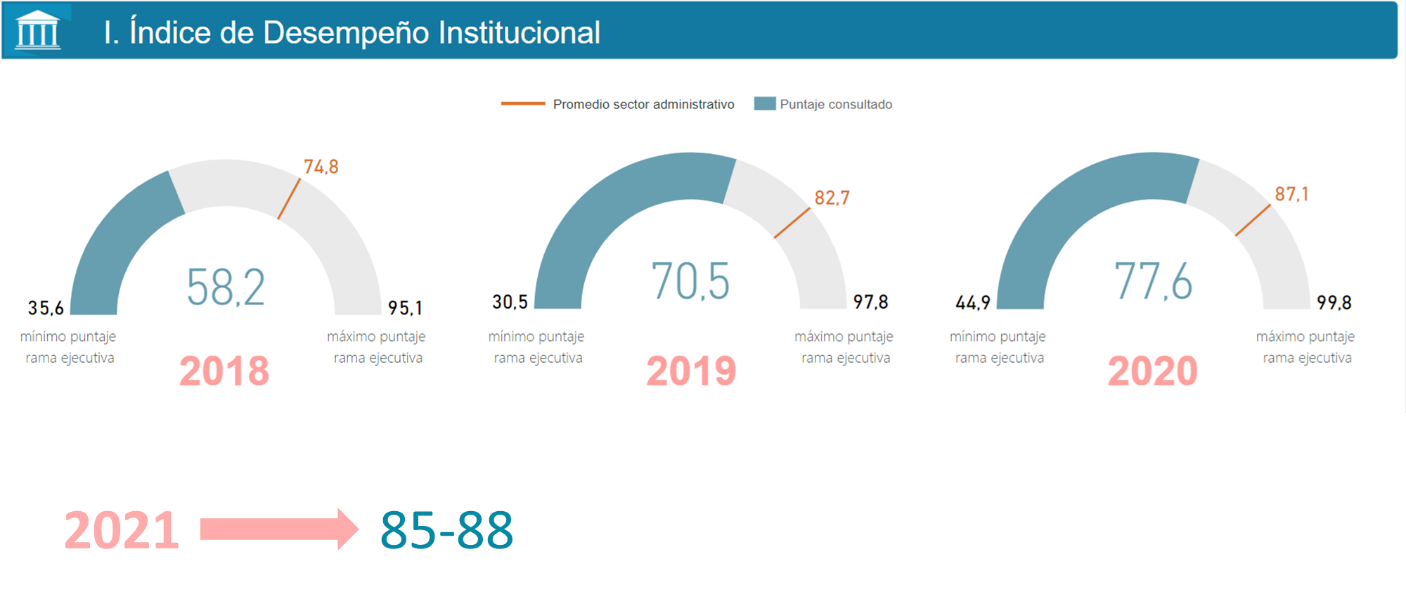 I. Índice de Desempeño Institucional
Promedio sector administrativo
Puntaje consultado
74,8
58,2
35,6
mínimo puntaje
rama ejecutiva
95,1
máximo puntaje
rama ejecutiva
2018
82,7
70,5
30,5
mínimo puntaje
rama ejecutiva
97,8
máximo puntaje
rama ejecutiva
2019
87,1
77,6
44,9
mínimo puntaje
rama ejecutiva
99,8
máximo puntaje
rama ejecutiva
2020
2021
85-88